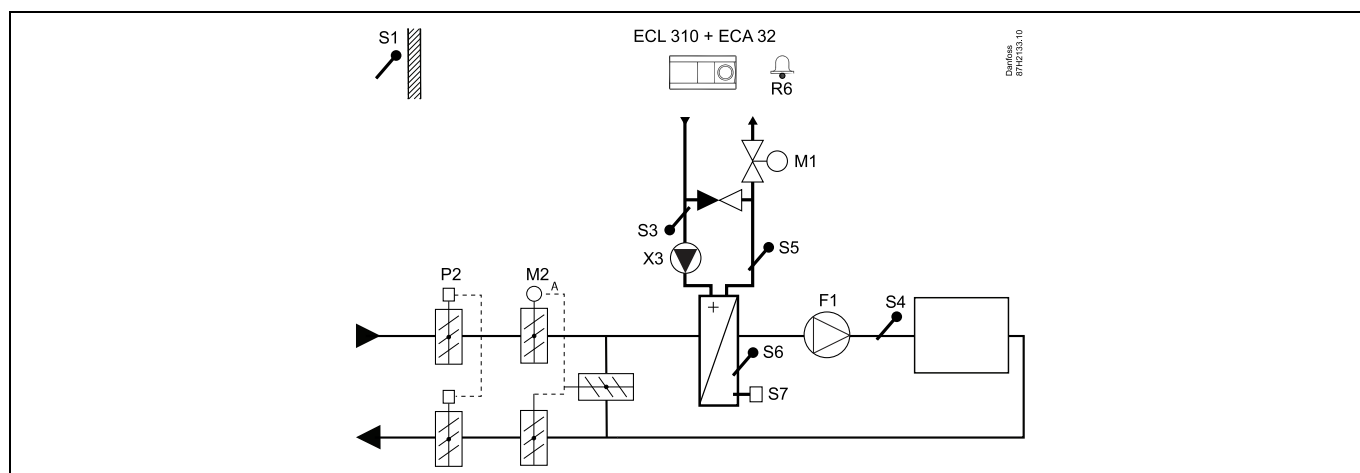 S1
ECL 310 + ECA 32
R6
Danfoss
87H2133.10
M1
S3
S5
X3
P2
M2
A
F1
S4
+
S6
S7